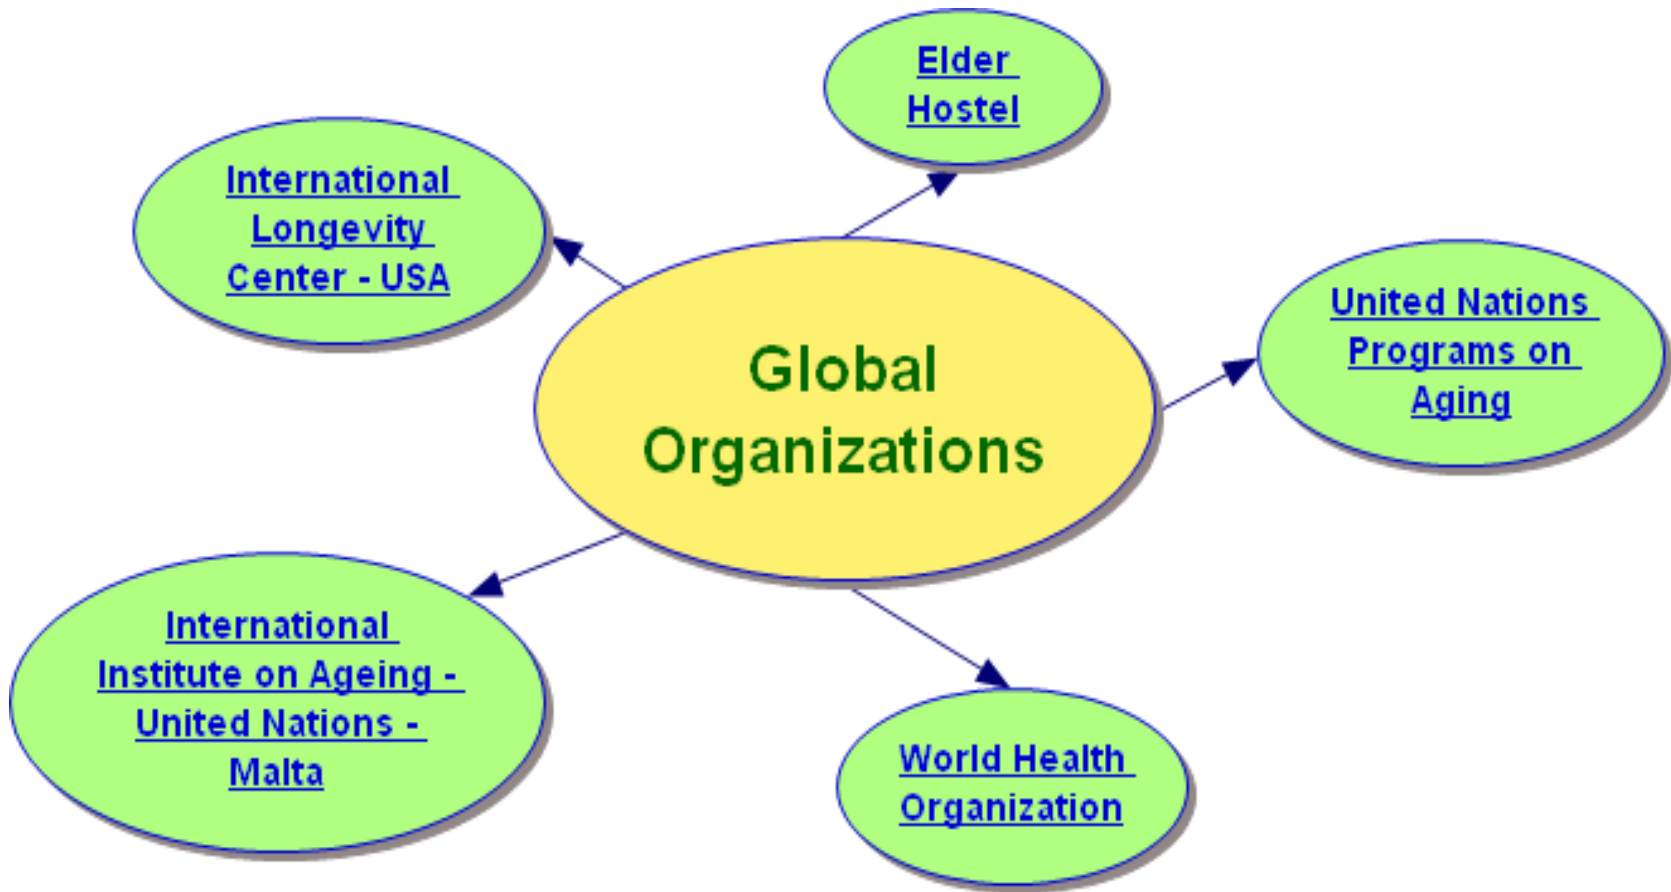 Elder
Hostel
International
Longevity
Center - USA
United Nations
Programs on
Aging
Global
Organizations
International
Institute on Ageing -
United Nations -
Malta
World Health
Organization